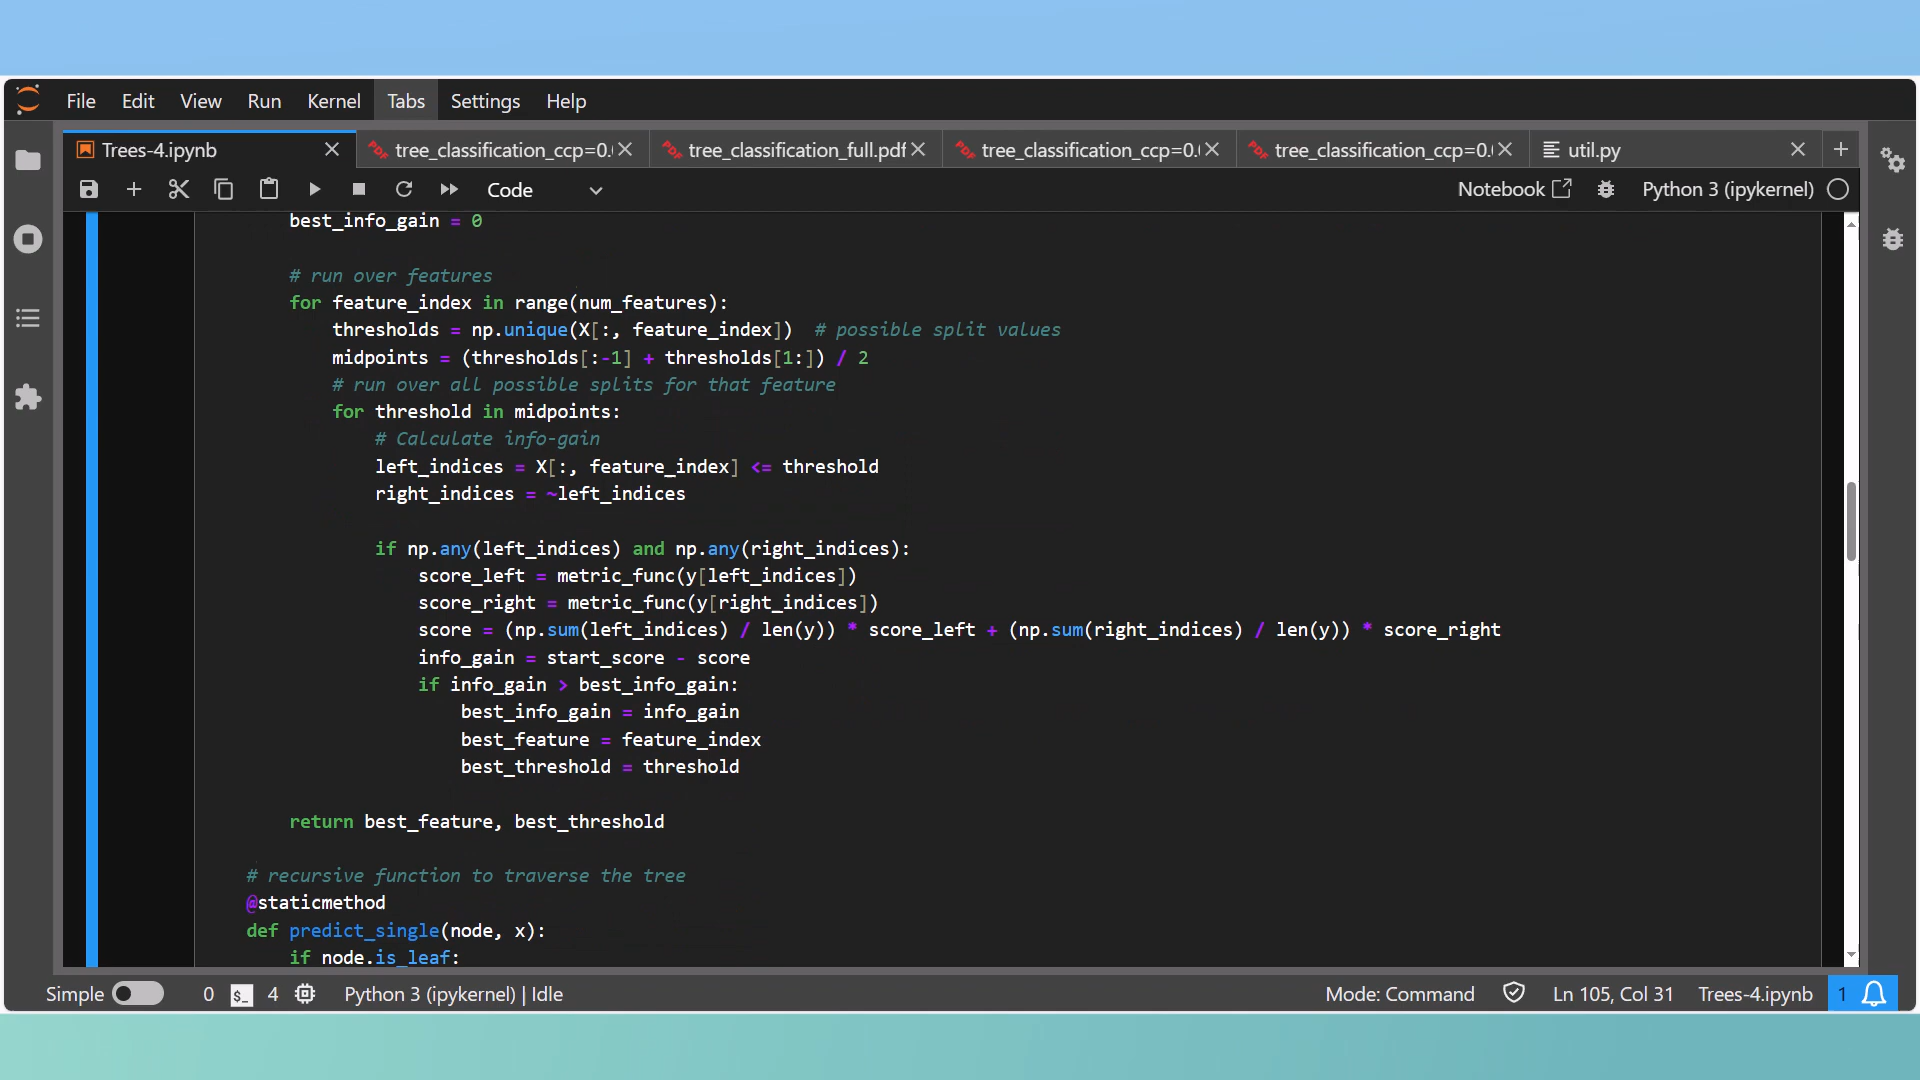 File Edit View Run Kernel Tabs Settings Help
Trees-4.ipynb tree_classification_ccp=0. tree_classification_full.pdf tree_classification_ccp=0. tree_classification_ccp=0. util.py
Code Notebook Python 3 (ipykernel)
best_info_gain = 0
# run over features
for feature_index in range(num_features):
thresholds = np.unique(X[:, feature_index])  # possible split values
midpoints = (thresholds[:-1] + thresholds[1:]) / 2
# run over all possible splits for that feature
for threshold in midpoints:
# Calculate info-gain
left_indices = X[:, feature_index] <= threshold
right_indices = ~left_indices
if np.any(left_indices) and np.any(right_indices):
score_left = metric_func(y[left_indices])
score_right = metric_func(y[right_indices])
score = (np.sum(left_indices) / len(y)) * score_left + (np.sum(right_indices) / len(y)) * score_right
info_gain = start_score - score
if info_gain > best_info_gain:
best_info_gain = info_gain
best_feature = feature_index
best_threshold = threshold
return best_feature, best_threshold
# recursive function to traverse the tree
@staticmethod
def predict_single(node, x):
if node.is_leaf:
Simple 0 $_ 4 Python 3 (ipykernel) | Idle Mode: Command Ln 105, Col 31 Trees-4.ipynb 1